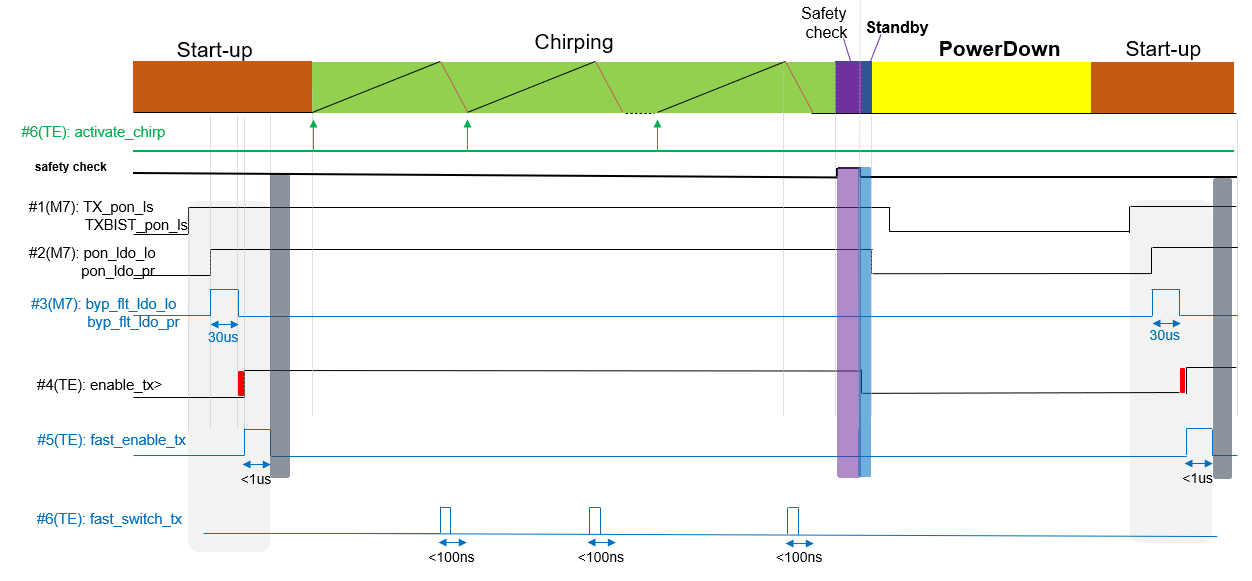 Safety
check
Standby
Start-up
Chirping
PowerDown
Start-up
#6(TE): activate_chirp
safety check
#1(M7): TX_pon_ls
TXBIST_pon_ls
#2(M7): pon_ldo_lo
pon_ldo_pr
#3(M7): byp_flt_ldo_lo
byp_flt_ldo_pr
30us
30us
#4(TE): enable_tx>
#5(TE): fast_enable_tx
<1us
<1us
#6(TE): fast_switch_tx
<100ns
<100ns
<100ns